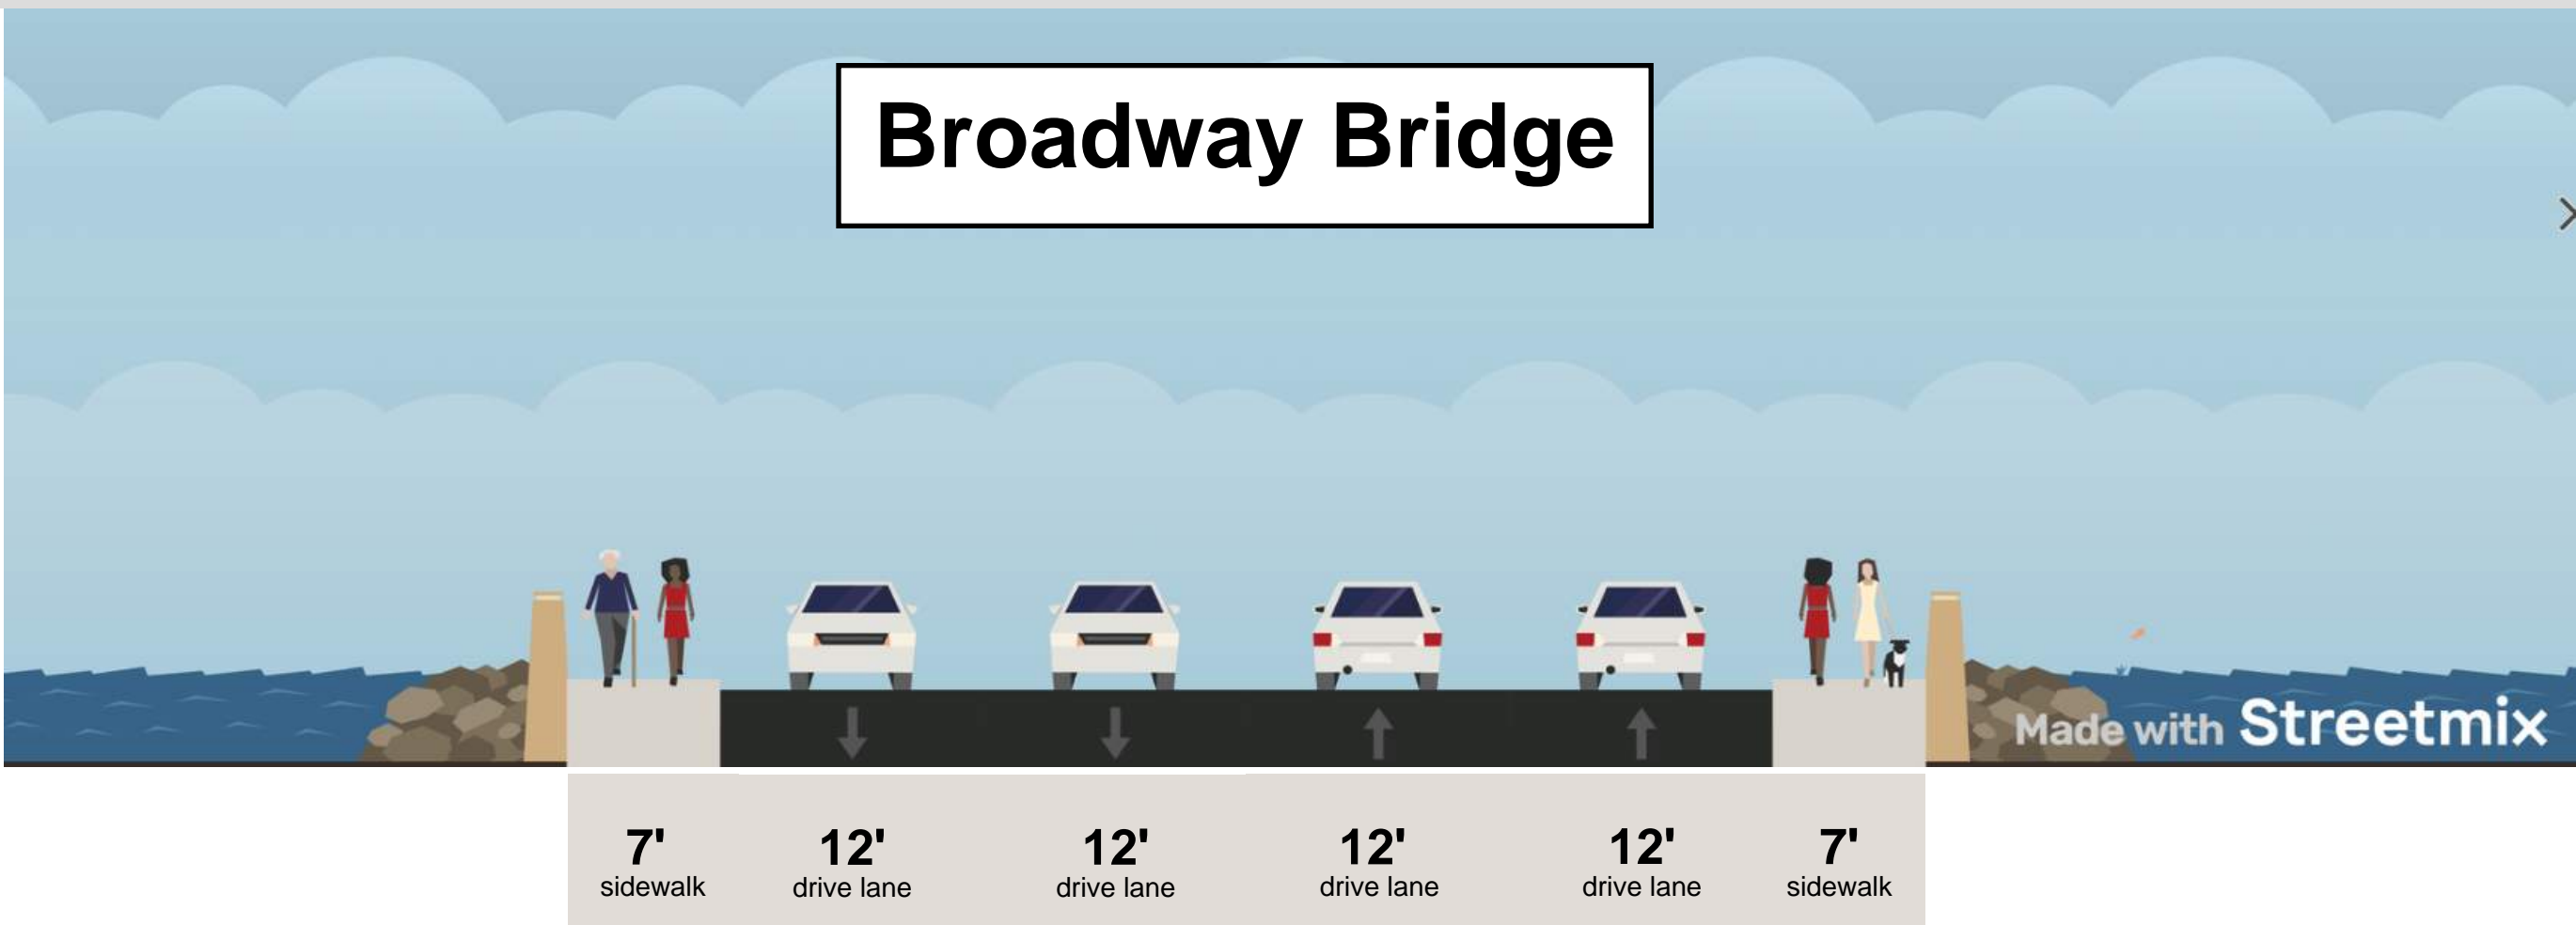 Broadway Bridge
Made with Streetmix
7' 12' 12' 12' 12' 7'
sidewalk drive lane drive lane drive lane drive lane sidewalk